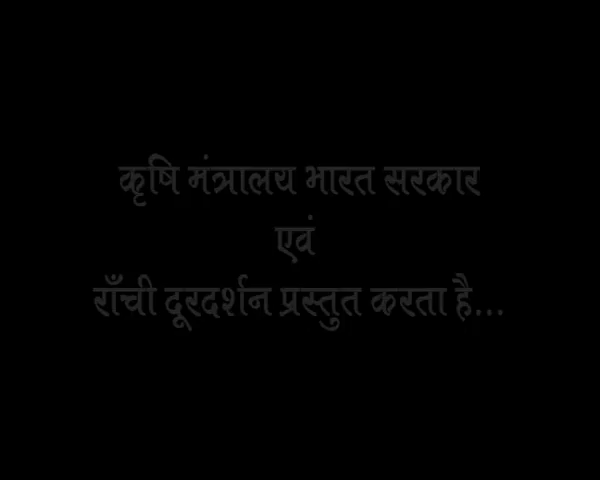 कृषि मंत्रालय भारत सरकार
एवं
राँची दूरदर्शन प्रस्तुत करता है...